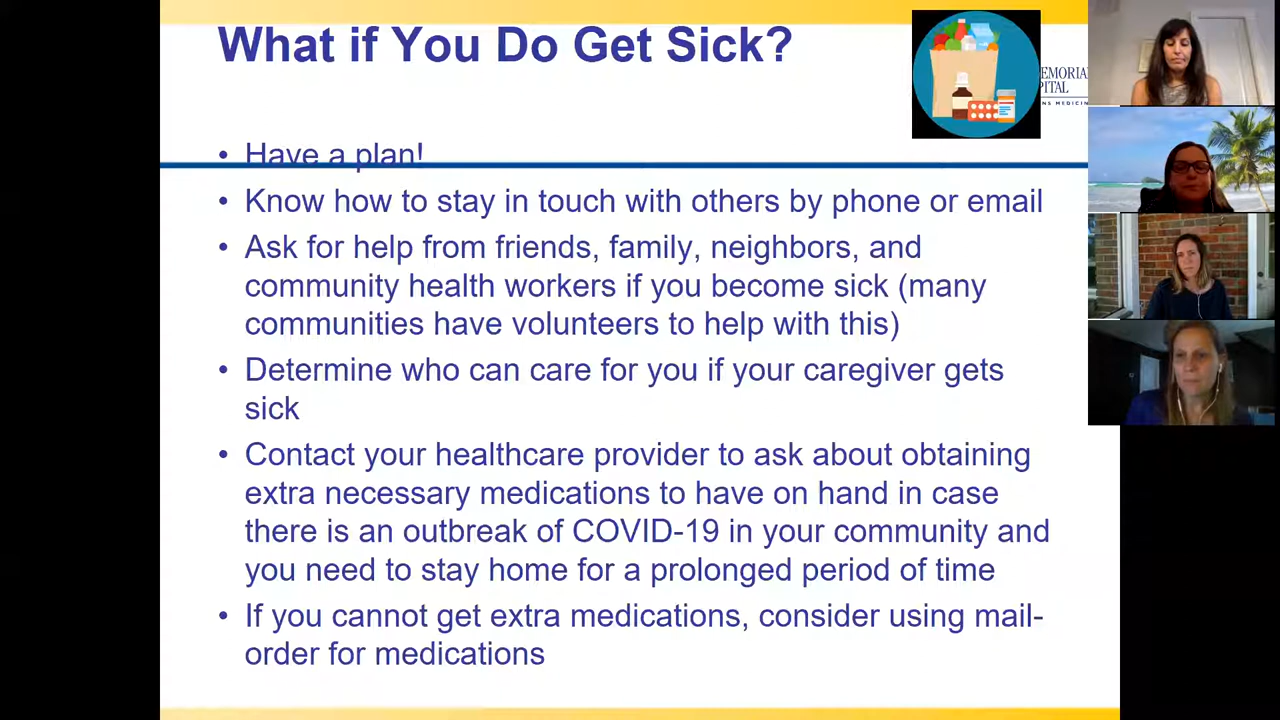 What if You Do Get Sick?
• Have a plan!
• Know how to stay in touch with others by phone or email
• Ask for help from friends, family, neighbors, and
community health workers if you become sick (many
communities have volunteers to help with this)
• Determine who can care for you if your caregiver gets
sick
• Contact your healthcare provider to ask about obtaining
extra necessary medications to have on hand in case
there is an outbreak of COVID-19 in your community and
you need to stay home for a prolonged period of time
• If you cannot get extra medications, consider using mail-
order for medications